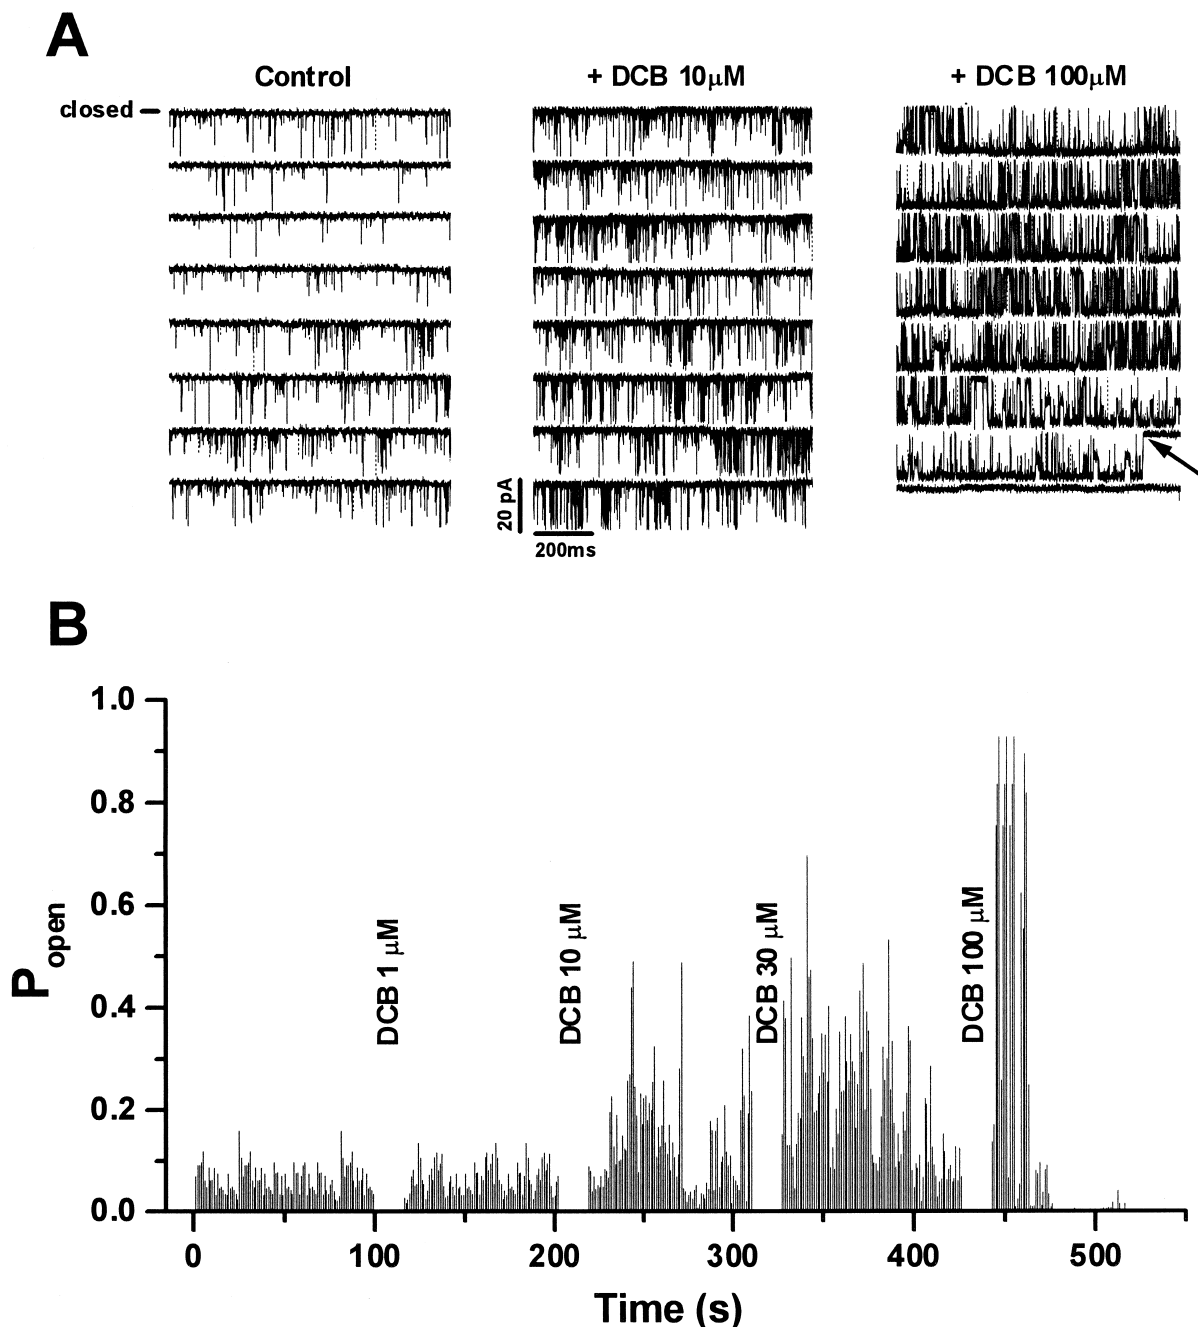 A
Control
+ DCB 10μM
+ DCB 100μM
closed
20 pA
200ms
B
1.0
0.8
0.6
0.4
0.2
0.0
Popen
DCB 1 μM
DCB 10 μM
DCB 30 μM
DCB 100 μM
0
100
200
300
400
500
Time (s)